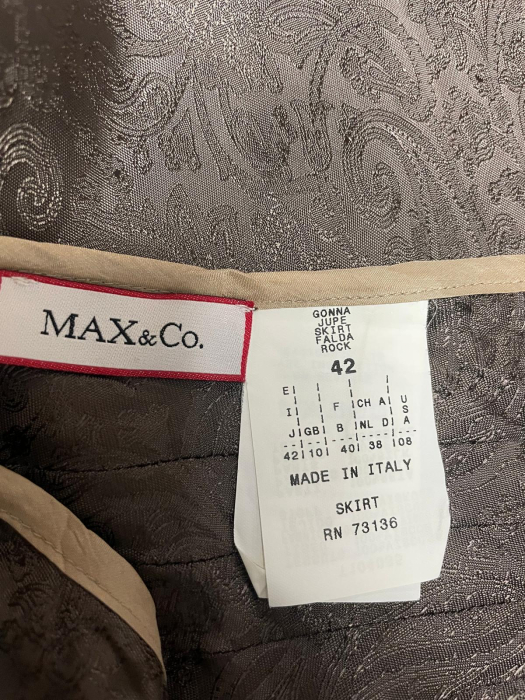 MAX&Co.
GONNA
JUPE
SKIRT
FALDA
ROCK
42
E| | | | U
I| | F |CH A| S
J|GB| B |NL D| A
42|10| 40| 38 |108
MADE IN ITALY
SKIRT
RN 73136